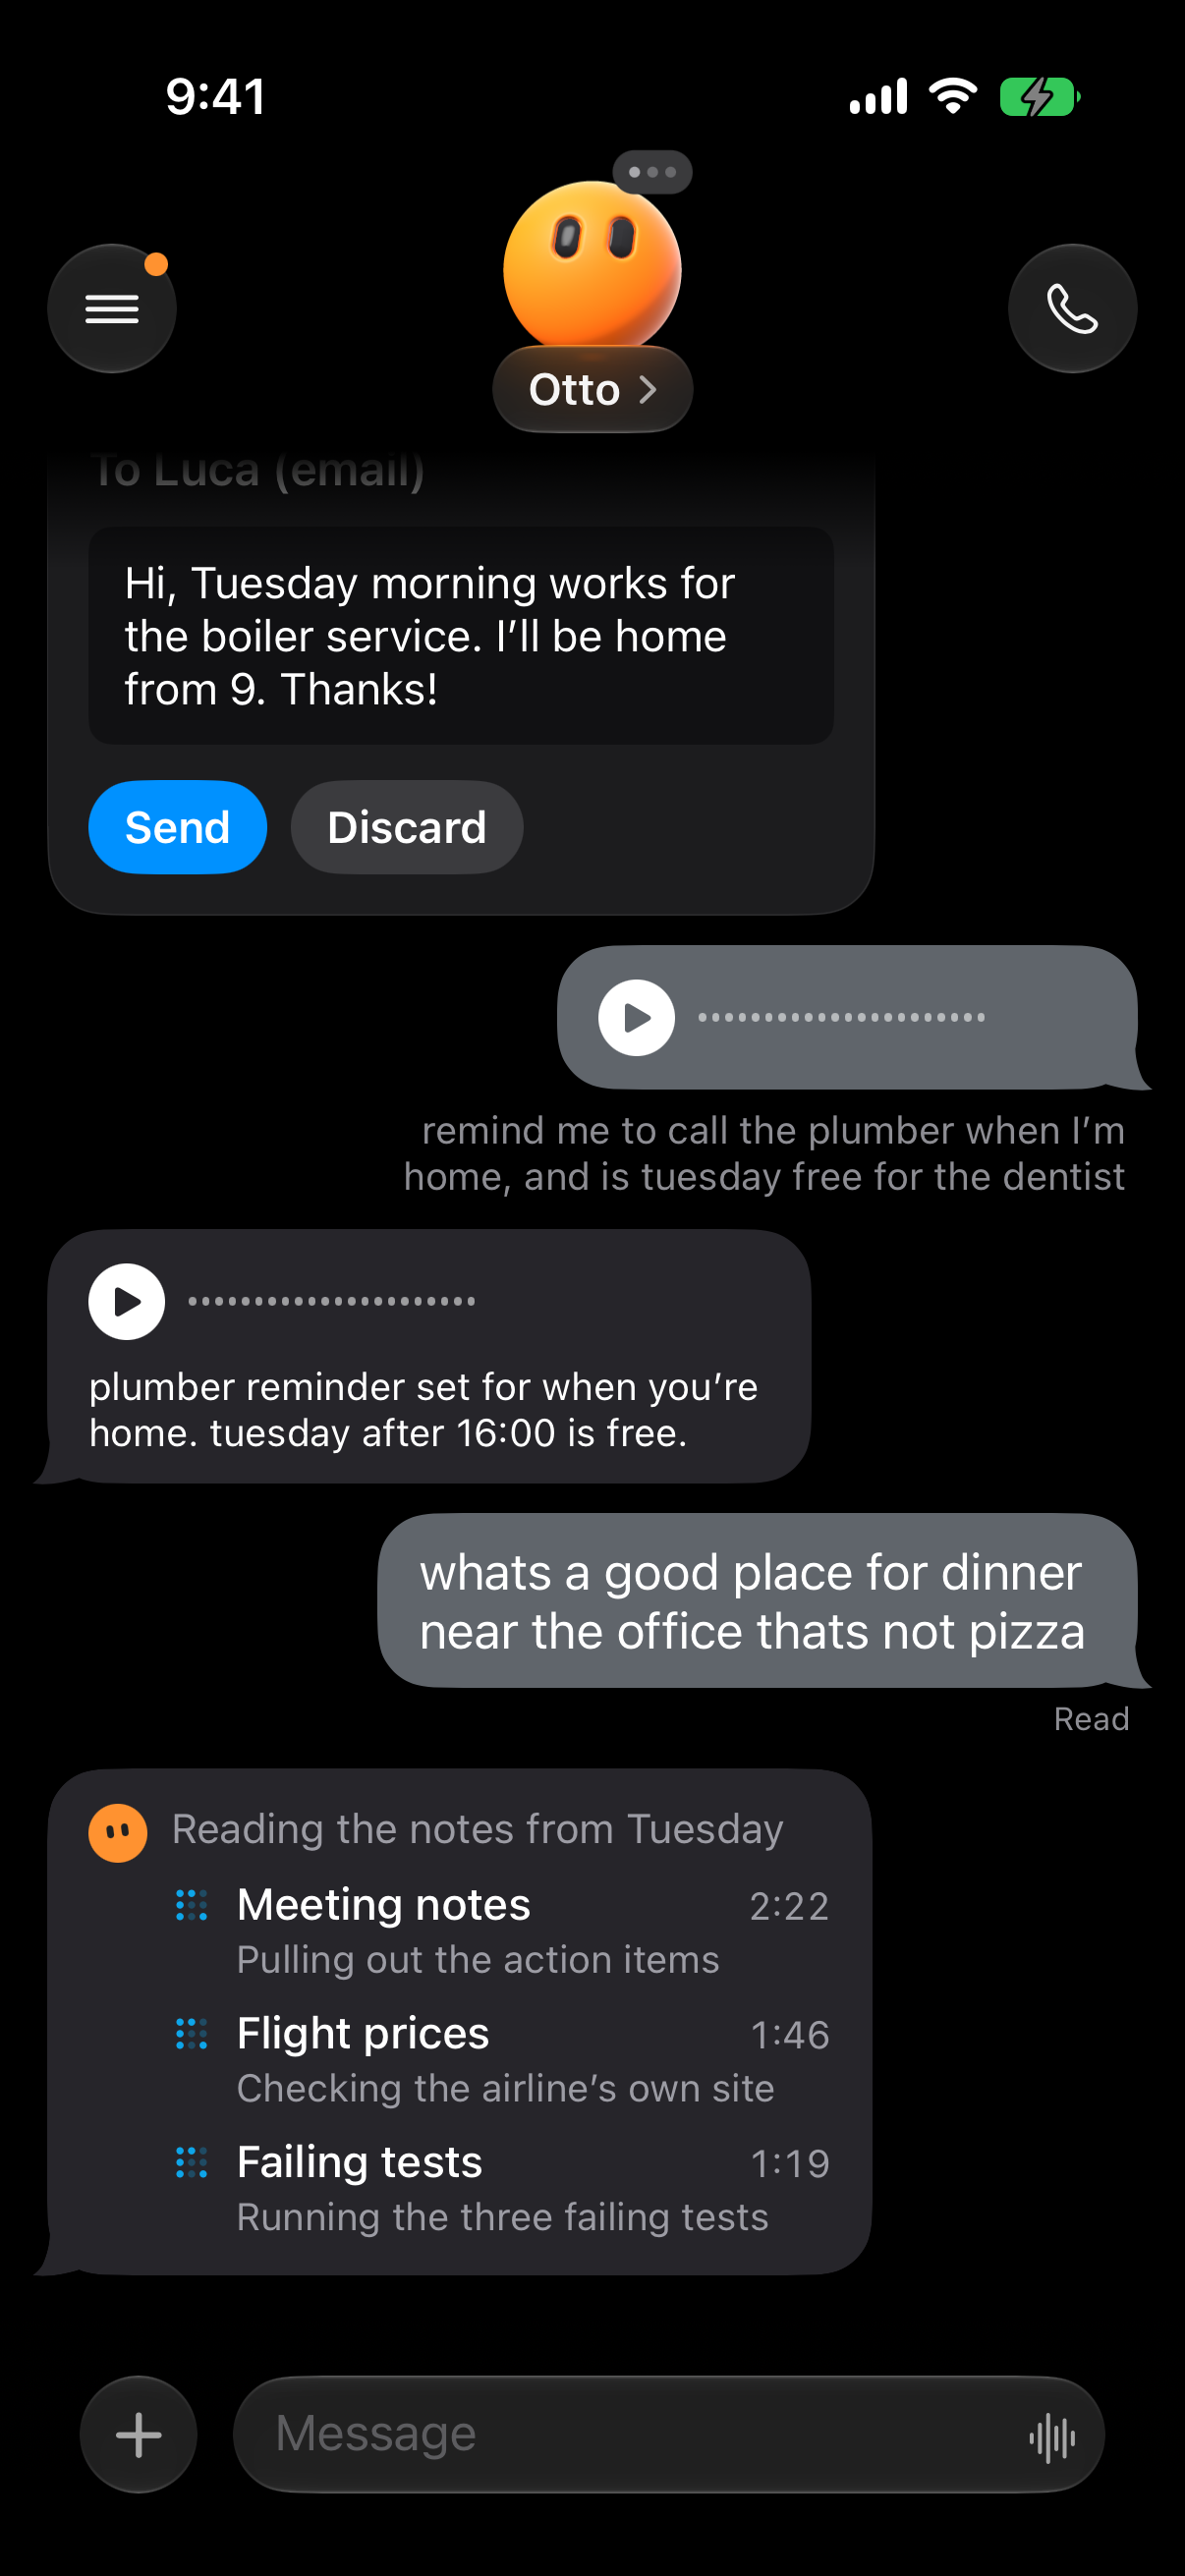 9:41
Otto
To Luca (email)
Hi, Tuesday morning works for
the boiler service. I’ll be home
from 9. Thanks!
Send
Discard
remind me to call the plumber when I’m
home, and is tuesday free for the dentist
plumber reminder set for when you’re
home. tuesday after 16:00 is free.
whats a good place for dinner
near the office thats not pizza
Read
Reading the notes from Tuesday
Meeting notes 2:22
Pulling out the action items
Flight prices 1:46
Checking the airline’s own site
Failing tests 1:19
Running the three failing tests
Message